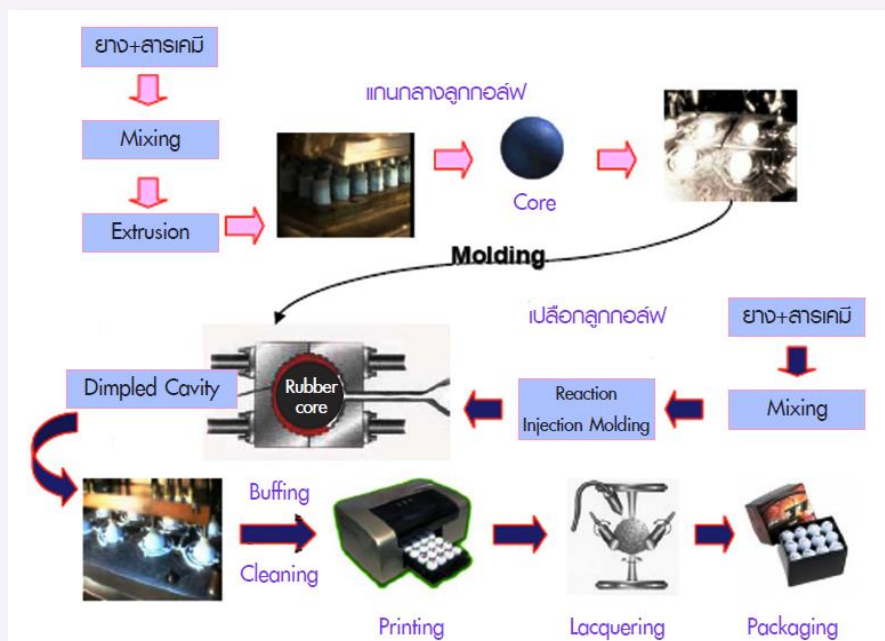 ยาง+สารเคมี
Mixing
Extrusion
แกนกลางลูกกอล์ฟ
Core
Molding
เปลือกลูกกอล์ฟ
ยาง+สารเคมี
Mixing
Reaction
Injection Molding
Rubber
core
Dimpled Cavity
Buffing
Cleaning
Printing
Lacquering
Packaging